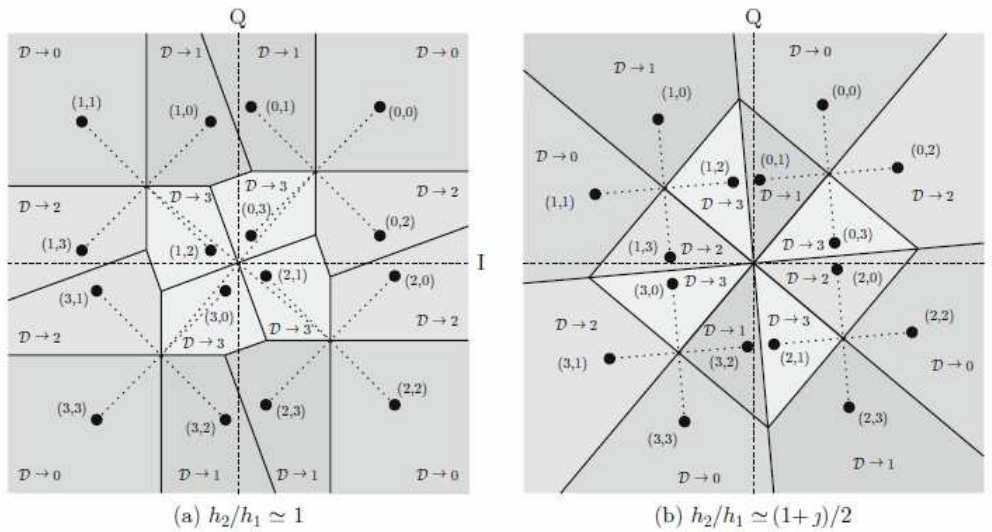 Q
𝒟→0
𝒟→1
𝒟→1
𝒟→0
(1,1)
(1,0)
(0,1)
(0,0)
𝒟→2
𝒟→3
𝒟→3
𝒟→2
(1,3)
(1,2)
(0,3)
(0,2)
I
(3,1)
(3,0)
(2,1)
(2,0)
𝒟→2
𝒟→3
𝒟→3
𝒟→2
(3,3)
(3,2)
(2,3)
(2,2)
𝒟→0
𝒟→1
𝒟→1
𝒟→0
(a) h₂/h₁ ≃ 1
Q
𝒟→1
𝒟→0
(1,0)
(0,0)
𝒟→0
(1,2)
(0,1)
(0,2)
(1,1)
𝒟→3
𝒟→1
𝒟→2
(1,3)
𝒟→2
𝒟→3
(0,3)
(3,0)
𝒟→3
𝒟→2
(2,0)
𝒟→2
𝒟→1
𝒟→3
(2,2)
(3,1)
(3,2)
(2,1)
𝒟→0
(3,3)
(2,3)
𝒟→0
𝒟→1
(b) h₂/h₁ ≃ (1+ȷ)/2